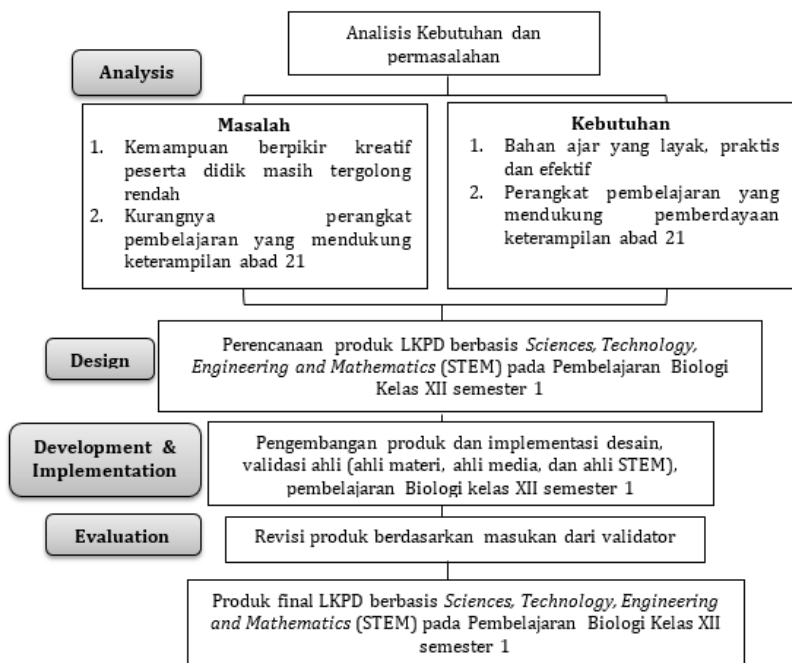 Analisis Kebutuhan dan
permasalahan
Analysis
Masalah
1. Kemampuan berpikir kreatif
peserta didik masih tergolong
rendah
2. Kurangnya perangkat
pembelajaran yang mendukung
keterampilan abad 21
Kebutuhan
1. Bahan ajar yang layak, praktis
dan efektif
2. Perangkat pembelajaran yang
mendukung pemberdayaan
keterampilan abad 21
Design
Perencanaan produk LKPD berbasis Sciences, Technology,
Engineering and Mathematics (STEM) pada Pembelajaran Biologi
Kelas XII semester 1
Development &
Implementation
Pengembangan produk dan implementasi desain,
validasi ahli (ahli materi, ahli media, dan ahli STEM),
pembelajaran Biologi kelas XII semester 1
Evaluation
Revisi produk berdasarkan masukan dari validator
Produk final LKPD berbasis Sciences, Technology, Engineering
and Mathematics (STEM) pada Pembelajaran Biologi Kelas XII
semester 1